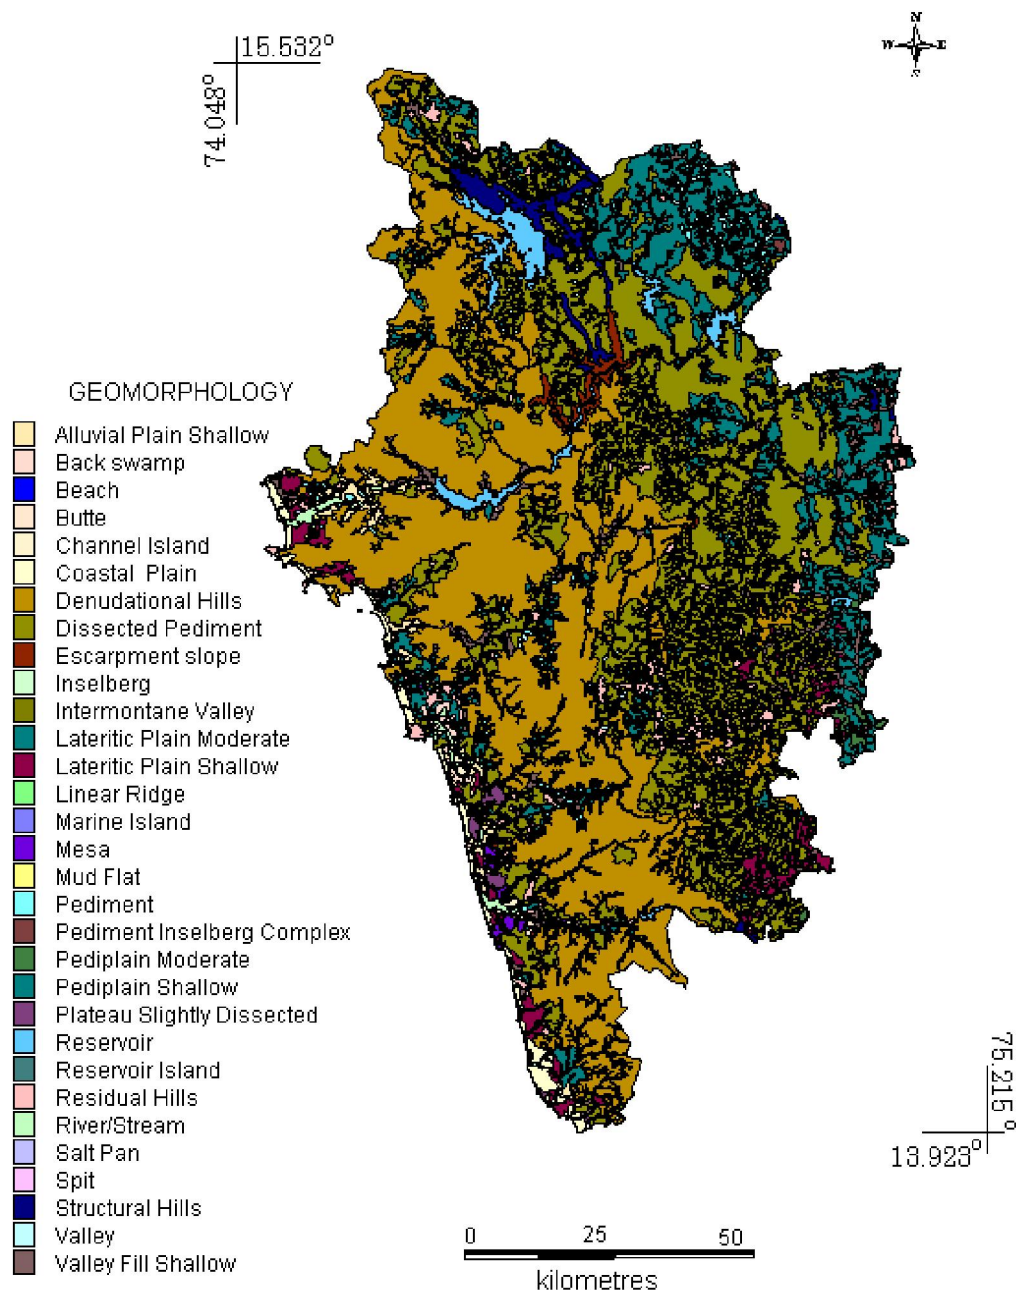 N
W E
S
15.532°
74.048°
GEOMORPHOLOGY
Alluvial Plain Shallow
Back swamp
Beach
Butte
Channel Island
Coastal Plain
Denudational Hills
Dissected Pediment
Escarpment slope
Inselberg
Intermontane Valley
Lateritic Plain Moderate
Lateritic Plain Shallow
Linear Ridge
Marine Island
Mesa
Mud Flat
Pediment
Pediment Inselberg Complex
Pediplain Moderate
Pediplain Shallow
Plateau Slightly Dissected
Reservoir
Reservoir Island
Residual Hills
River/Stream
Salt Pan
Spit
Structural Hills
Valley
Valley Fill Shallow
75.215°
13.923°
0 25 50
kilometres